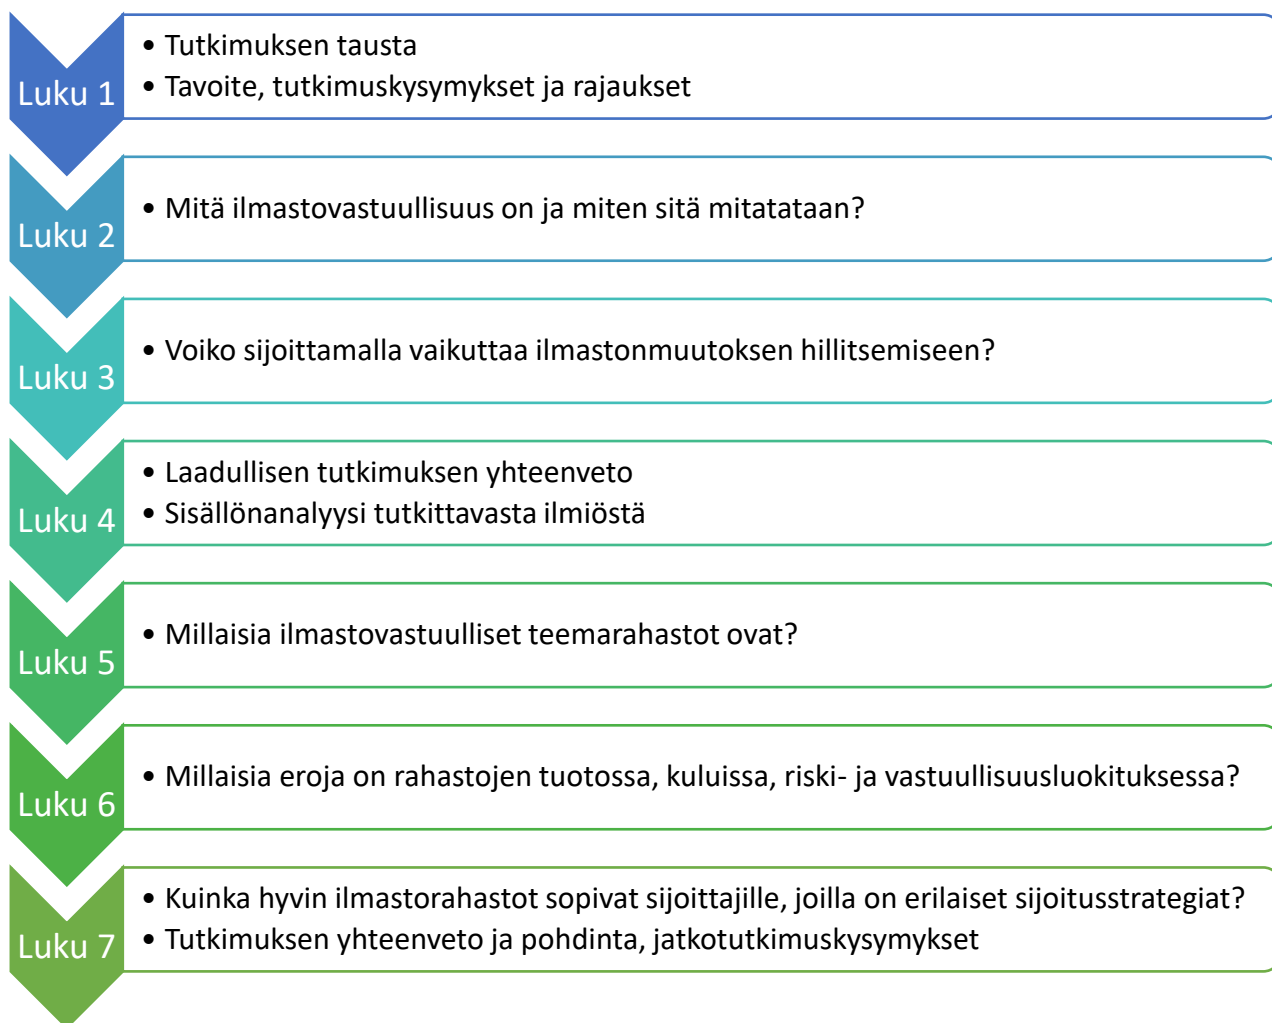 Luku 1
• Tutkimuksen tausta
• Tavoite, tutkimuskysymykset ja rajaukset
Luku 2
• Mitä ilmastovastuullisuus on ja miten sitä mitatataan?
Luku 3
• Voiko sijoittamalla vaikuttaa ilmastonmuutoksen hillitsemiseen?
Luku 4
• Laadullisen tutkimuksen yhteenveto
• Sisällönanalyysi tutkittavasta ilmiöstä
Luku 5
• Millaisia ilmastovastuulliset teemarahastot ovat?
Luku 6
• Millaisia eroja on rahastojen tuotossa, kuluissa, riski- ja vastuullisuusluokituksessa?
Luku 7
• Kuinka hyvin ilmastorahastot sopivat sijoittajille, joilla on erilaiset sijoitusstrategiat?
• Tutkimuksen yhteenveto ja pohdinta, jatkotutkimuskysymykset